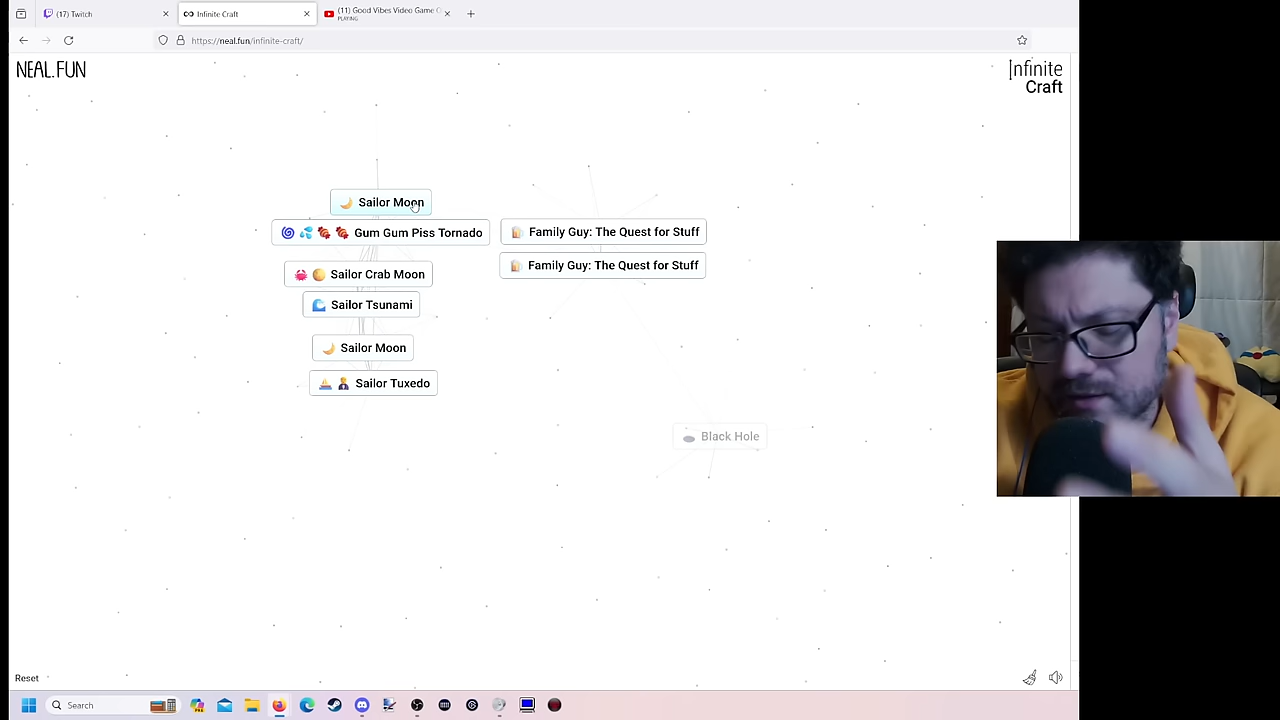 (17) Twitch
Infinite Craft
(11) Good Vibes Video Game
PLAYING
https://neal.fun/infinite-craft/
NEAL.FUN
Infinite
Craft
Sailor Moon
Gum Gum Piss Tornado
Family Guy: The Quest for Stuff
Family Guy: The Quest for Stuff
Sailor Crab Moon
Sailor Tsunami
Sailor Moon
Sailor Tuxedo
Black Hole
Reset
Search